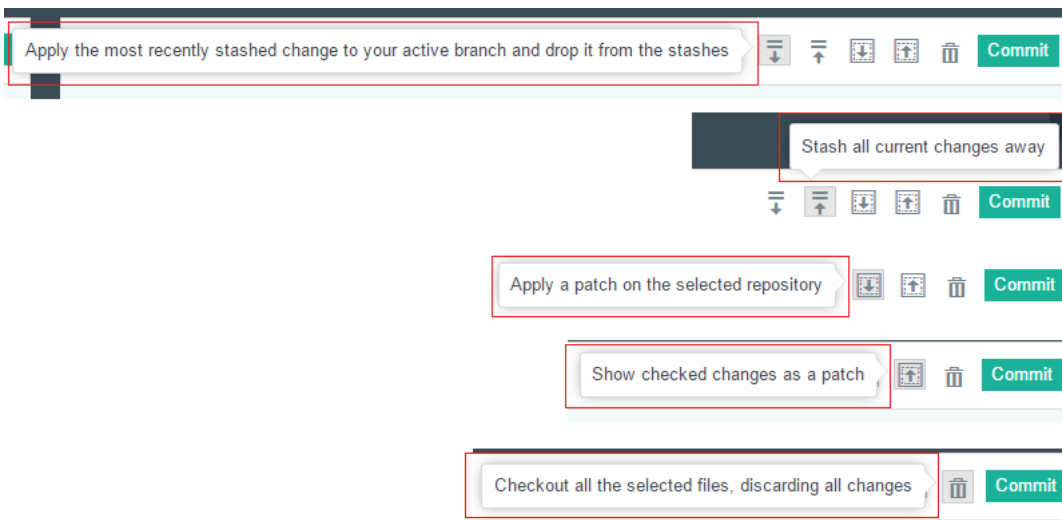 Apply the most recently stashed change to your active branch and drop it from the stashes Commit
Stash all current changes away
Commit
Apply a patch on the selected repository Commit
Show checked changes as a patch Commit
Checkout all the selected files, discarding all changes Commit